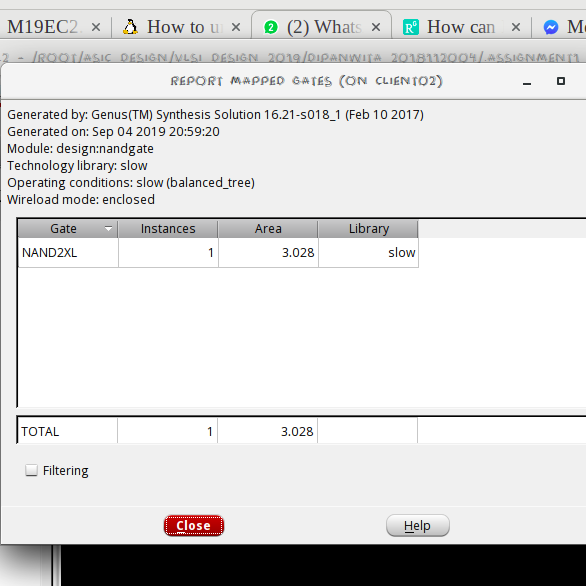 M19EC2 × How to u × 2 (2) Whats × How can × Me
2 - /ROOT/ASIC DESIGN/VLSI DESIGN 2019/DIPANWITA 2018112004/ASSIGNMENT1
REPORT MAPPED GATES (ON CLIENT02)
Generated by: Genus(TM) Synthesis Solution 16.21-s018_1 (Feb 10 2017)
Generated on: Sep 04 2019 20:59:20
Module: design:nandgate
Technology library: slow
Operating conditions: slow (balanced_tree)
Wireload mode: enclosed
Gate Instances Area Library
NAND2XL 1 3.028 slow
TOTAL 1 3.028
Filtering
Close Help